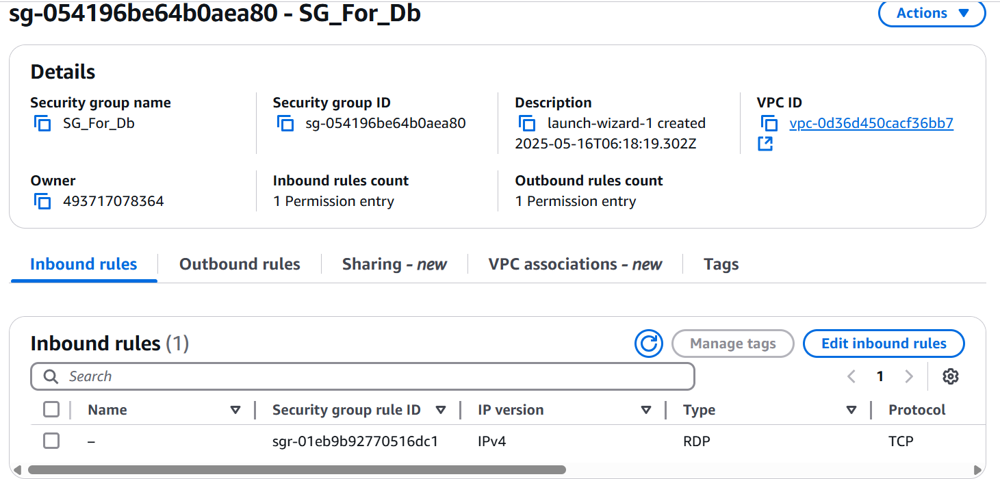 sg-054196be64b0aea80 - SG_For_Db
Actions
Details
Security group name
SG_For_Db
Security group ID
sg-054196be64b0aea80
Description
launch-wizard-1 created
2025-05-16T06:18:19.302Z
VPC ID
vpc-0d36d450cacf36bb7
Owner
493717078364
Inbound rules count
1 Permission entry
Outbound rules count
1 Permission entry
Inbound rules
Outbound rules
Sharing - new
VPC associations - new
Tags
Inbound rules (1)
Manage tags
Edit inbound rules
Search
1
Name
Security group rule ID
IP version
Type
Protocol
–
sgr-01eb9b92770516dc1
IPv4
RDP
TCP